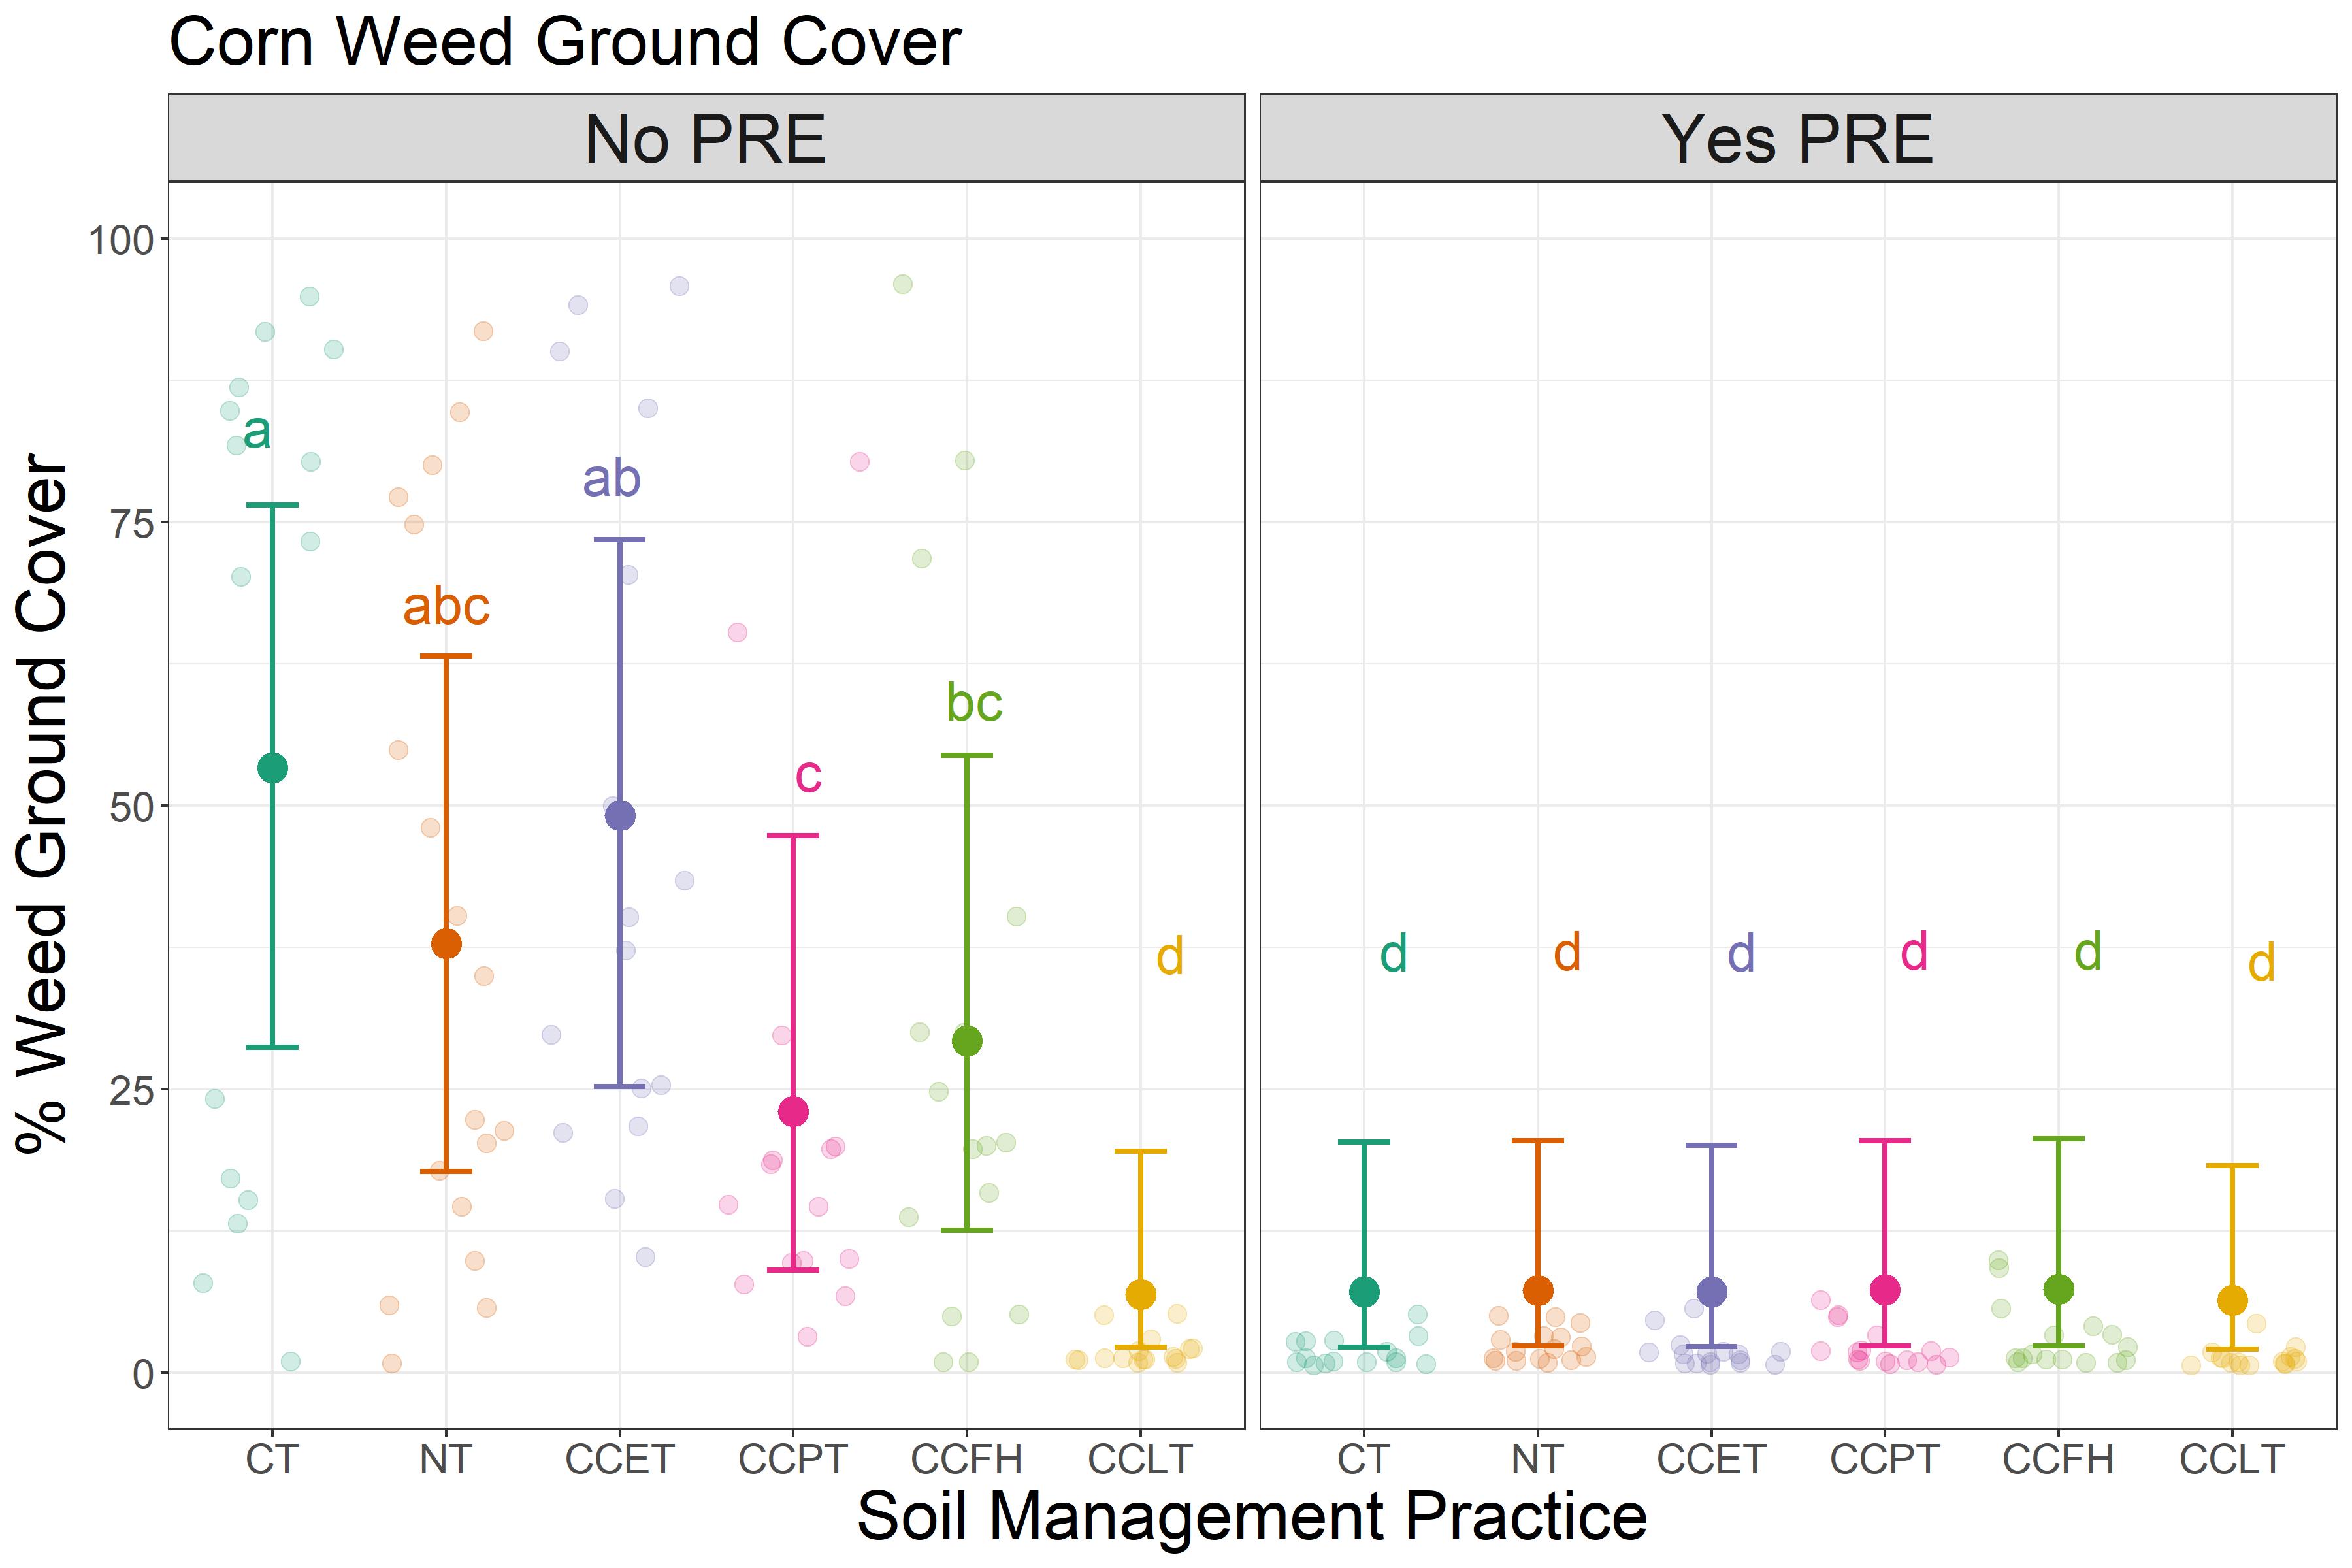 Corn Weed Ground Cover
No PRE
Yes PRE
% Weed Ground Cover
100
75
50
25
0
a
abc
ab
c
bc
d
d
d
d
d
d
d
CT NT CCET CCPT CCFH CCLT
CT NT CCET CCPT CCFH CCLT
Soil Management Practice